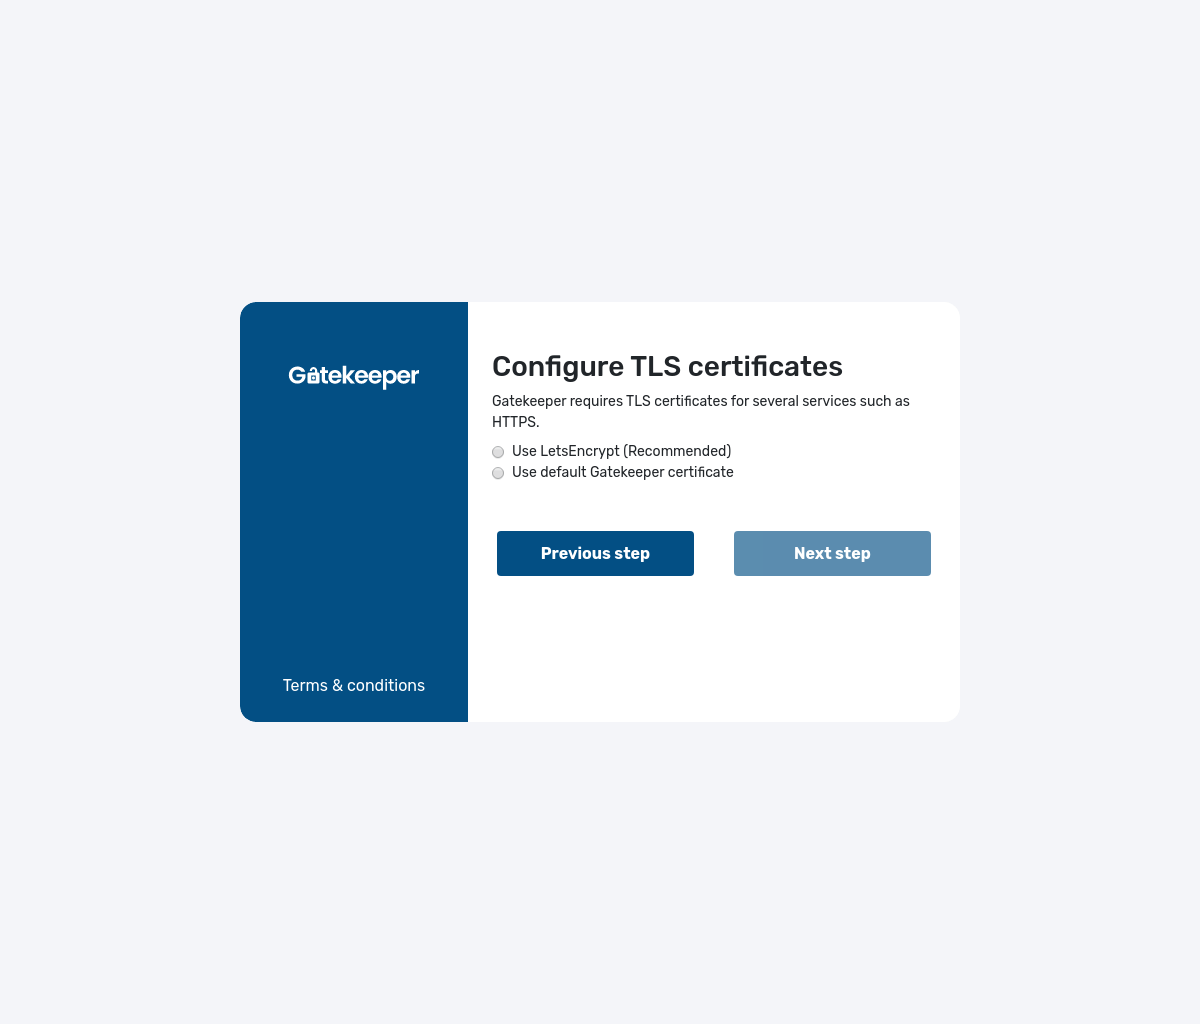 Gatekeeper
Configure TLS certificates
Gatekeeper requires TLS certificates for several services such as
HTTPS.
Use LetsEncrypt (Recommended)
Use default Gatekeeper certificate
Previous step
Next step
Terms & conditions